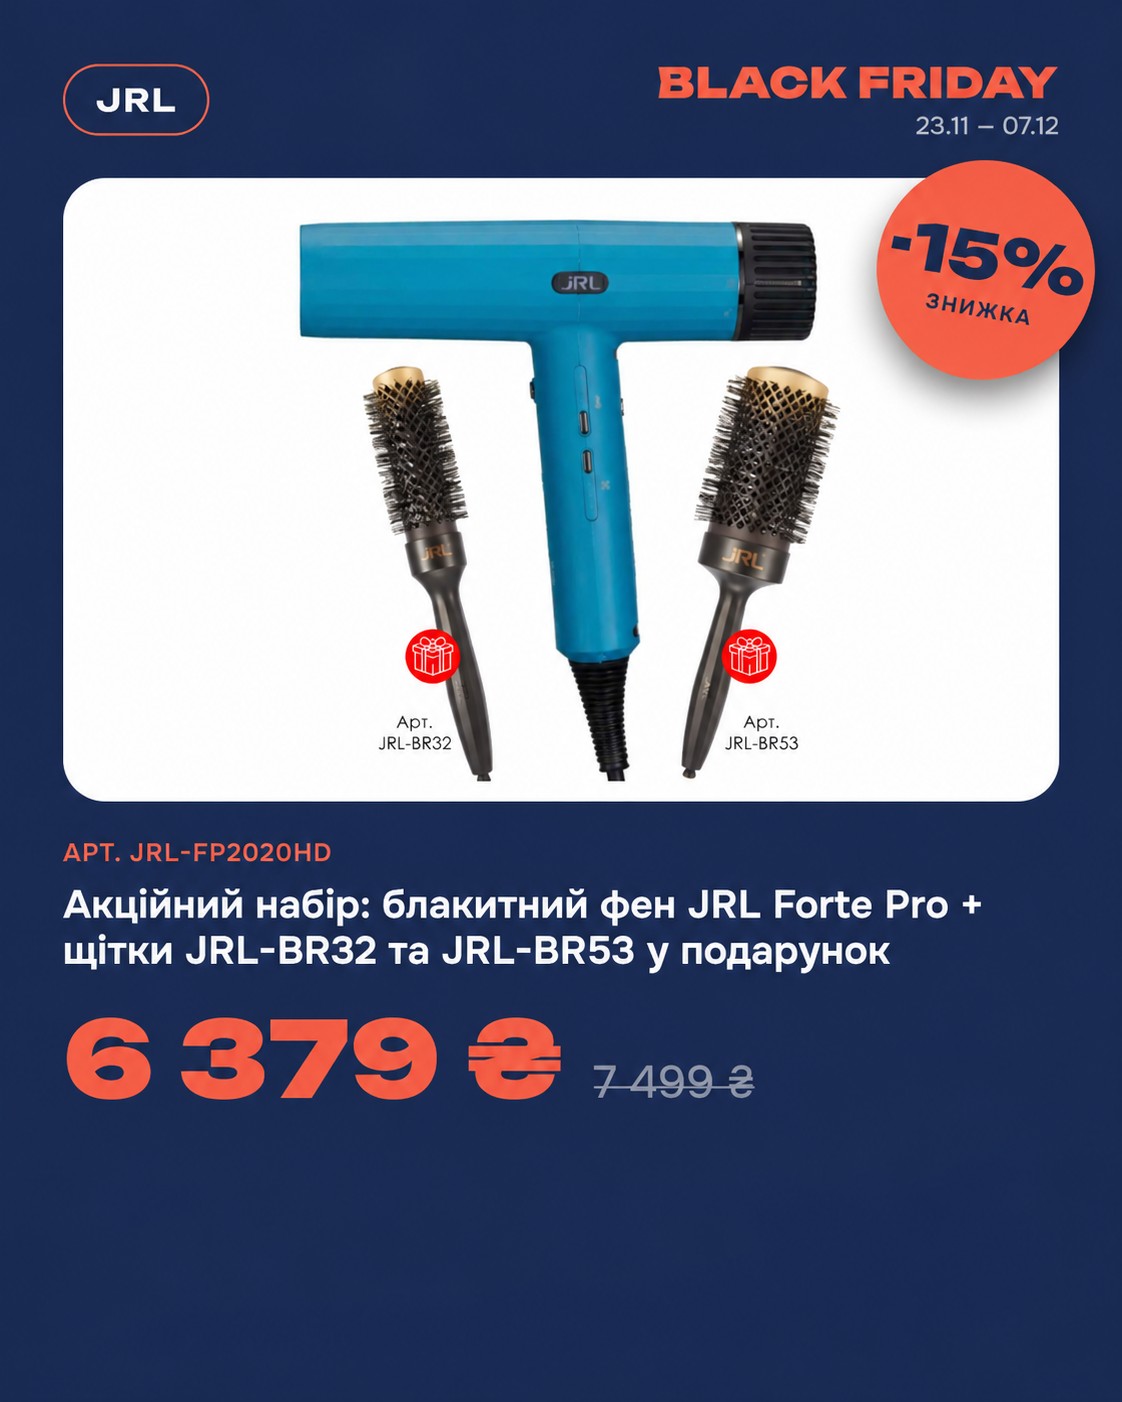 JRL
BLACK FRIDAY
23.11 – 07.12
-15%
ЗНИЖКА
JRL
JRL
JRL
Арт.
JRL-BR32
Арт.
JRL-BR53
АРТ. JRL-FP2020HD
Акційний набір: блакитний фен JRL Forte Pro +
щітки JRL-BR32 та JRL-BR53 у подарунок
6 379 ₴
7 499 ₴